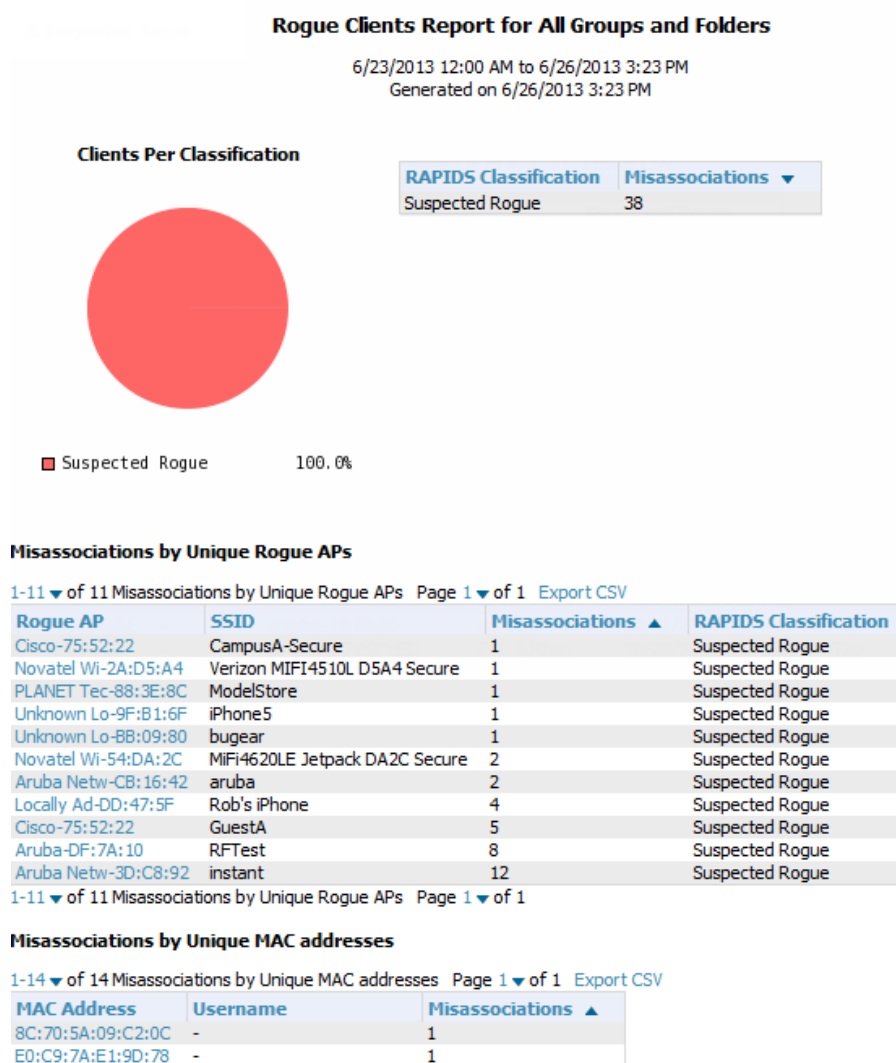 Rogue Clients Report for All Groups and Folders
6/23/2013 12:00 AM to 6/26/2013 3:23 PM
Generated on 6/26/2013 3:23 PM
Clients Per Classification
RAPIDS Classification Misassociations ▼
Suspected Rogue 38
Suspected Rogue 100.0%
Misassociations by Unique Rogue APs
1-11 ▼ of 11 Misassociations by Unique Rogue APs Page 1 ▼ of 1 Export CSV
Rogue AP SSID Misassociations ▲ RAPIDS Classification
Cisco-75:52:22 CampusA-Secure 1 Suspected Rogue
Novatel Wi-2A:D5:A4 Verizon MIFI4510L D5A4 Secure 1 Suspected Rogue
PLANET Tec-88:3E:8C ModelStore 1 Suspected Rogue
Unknown Lo-9F:B1:6F iPhone5 1 Suspected Rogue
Unknown Lo-BB:09:80 bugear 1 Suspected Rogue
Novatel Wi-54:DA:2C MiFi4620LE Jetpack DA2C Secure 2 Suspected Rogue
Aruba Netw-CB:16:42 aruba 2 Suspected Rogue
Locally Ad-DD:47:5F Rob's iPhone 4 Suspected Rogue
Cisco-75:52:22 GuestA 5 Suspected Rogue
Aruba-DF:7A:10 RFTest 8 Suspected Rogue
Aruba Netw-3D:C8:92 instant 12 Suspected Rogue
1-11 ▼ of 11 Misassociations by Unique Rogue APs Page 1 ▼ of 1
Misassociations by Unique MAC addresses
1-14 ▼ of 14 Misassociations by Unique MAC addresses Page 1 ▼ of 1 Export CSV
MAC Address Username Misassociations ▲
8C:70:5A:09:C2:0C - 1
E0:C9:7A:E1:9D:78 - 1